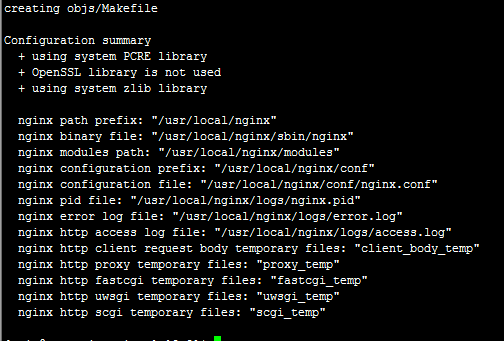 creating objs/Makefile
Configuration summary
+ using system PCRE library
+ OpenSSL library is not used
+ using system zlib library
nginx path prefix: "/usr/local/nginx"
nginx binary file: "/usr/local/nginx/sbin/nginx"
nginx modules path: "/usr/local/nginx/modules"
nginx configuration prefix: "/usr/local/nginx/conf"
nginx configuration file: "/usr/local/nginx/conf/nginx.conf"
nginx pid file: "/usr/local/nginx/logs/nginx.pid"
nginx error log file: "/usr/local/nginx/logs/error.log"
nginx http access log file: "/usr/local/nginx/logs/access.log"
nginx http client request body temporary files: "client_body_temp"
nginx http proxy temporary files: "proxy_temp"
nginx http fastcgi temporary files: "fastcgi_temp"
nginx http uwsgi temporary files: "uwsgi_temp"
nginx http scgi temporary files: "scgi_temp"